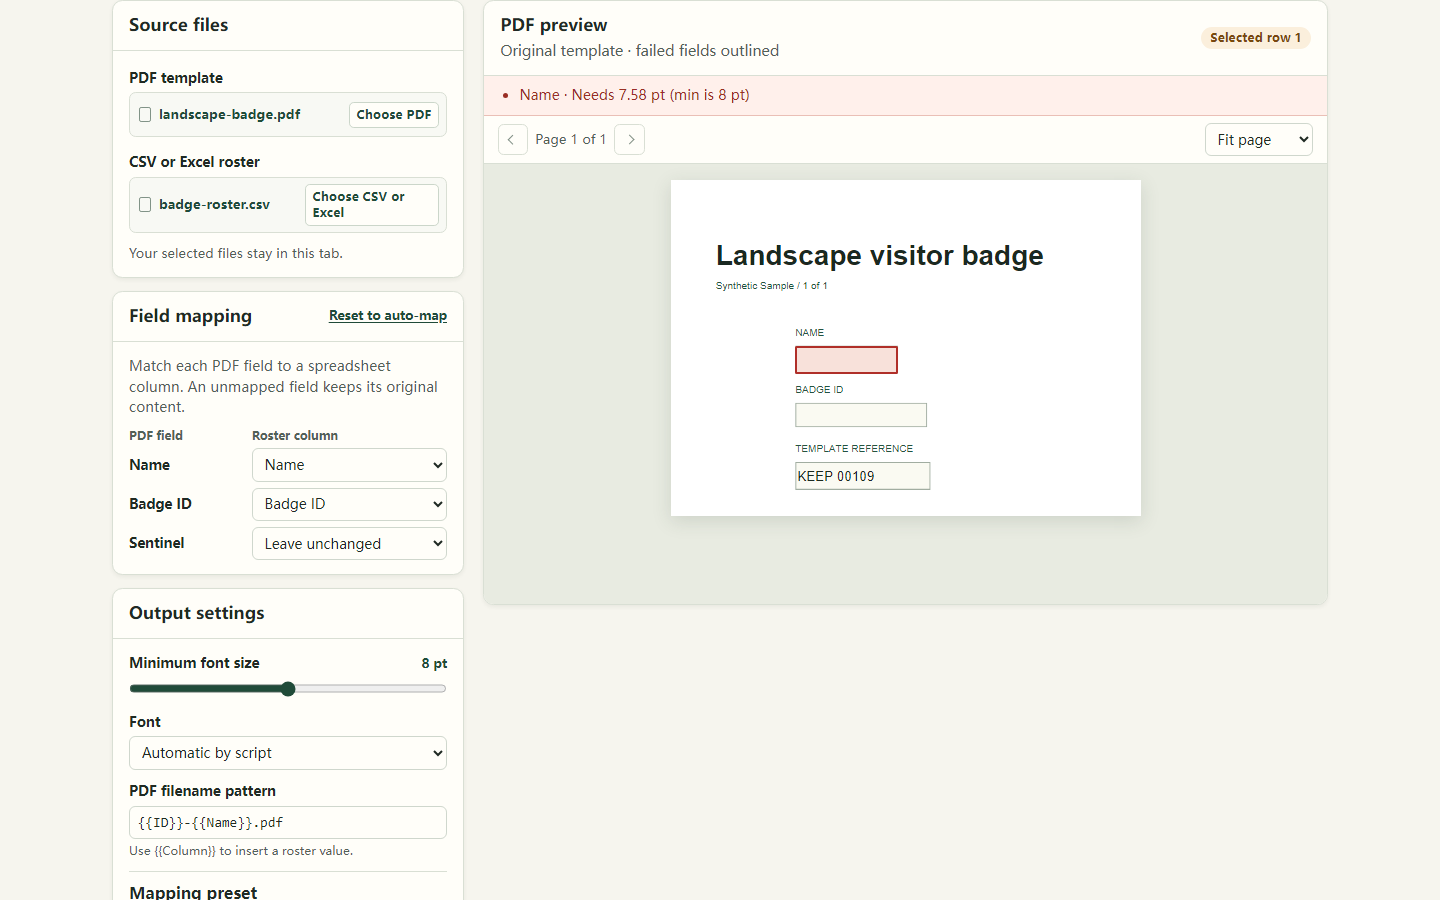 Source files
PDF template
landscape-badge.pdf
Choose PDF
CSV or Excel roster
badge-roster.csv
Choose CSV or
Excel
Your selected files stay in this tab.
Field mapping
Reset to auto-map
Match each PDF field to a spreadsheet
column. An unmapped field keeps its original
content.
PDF field
Roster column
Name
Name
Badge ID
Badge ID
Sentinel
Leave unchanged
Output settings
Minimum font size
8 pt
Font
Automatic by script
PDF filename pattern
{{ID}}-{{Name}}.pdf
Use {{Column}} to insert a roster value.
Mapping preset
PDF preview
Original template · failed fields outlined
Selected row 1
• Name · Needs 7.58 pt (min is 8 pt)
Page 1 of 1
Fit page
Landscape visitor badge
Synthetic Sample / 1 of 1
NAME
BADGE ID
TEMPLATE REFERENCE
KEEP 00109